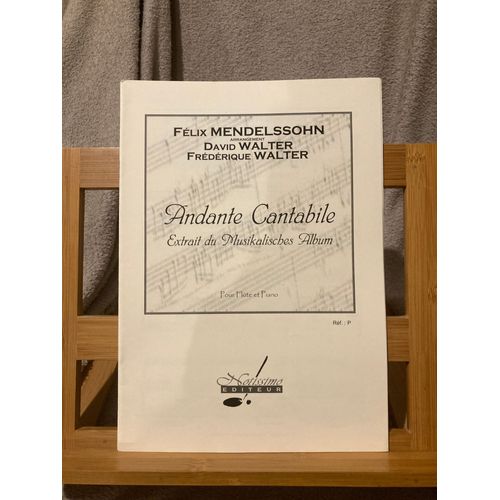 FÉLIX MENDELSSOHN
ARRANGEMENT
DAVID WALTER
FRÉDÉRIQUE WALTER
Andante Cantabile
Extrait du Musikalisches Album
Pour Flûte et Piano
Réf. : P
Notissimo
EDITEUR